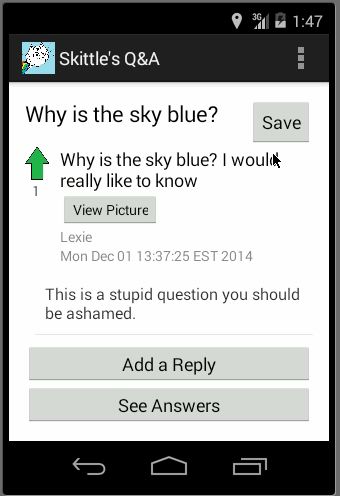 3G 1:47
Skittle's Q&A
Why is the sky blue?
Save
Why is the sky blue? I would
really like to know
1
View Picture
Lexie
Mon Dec 01 13:37:25 EST 2014
This is a stupid question you should
be ashamed.
Add a Reply
See Answers